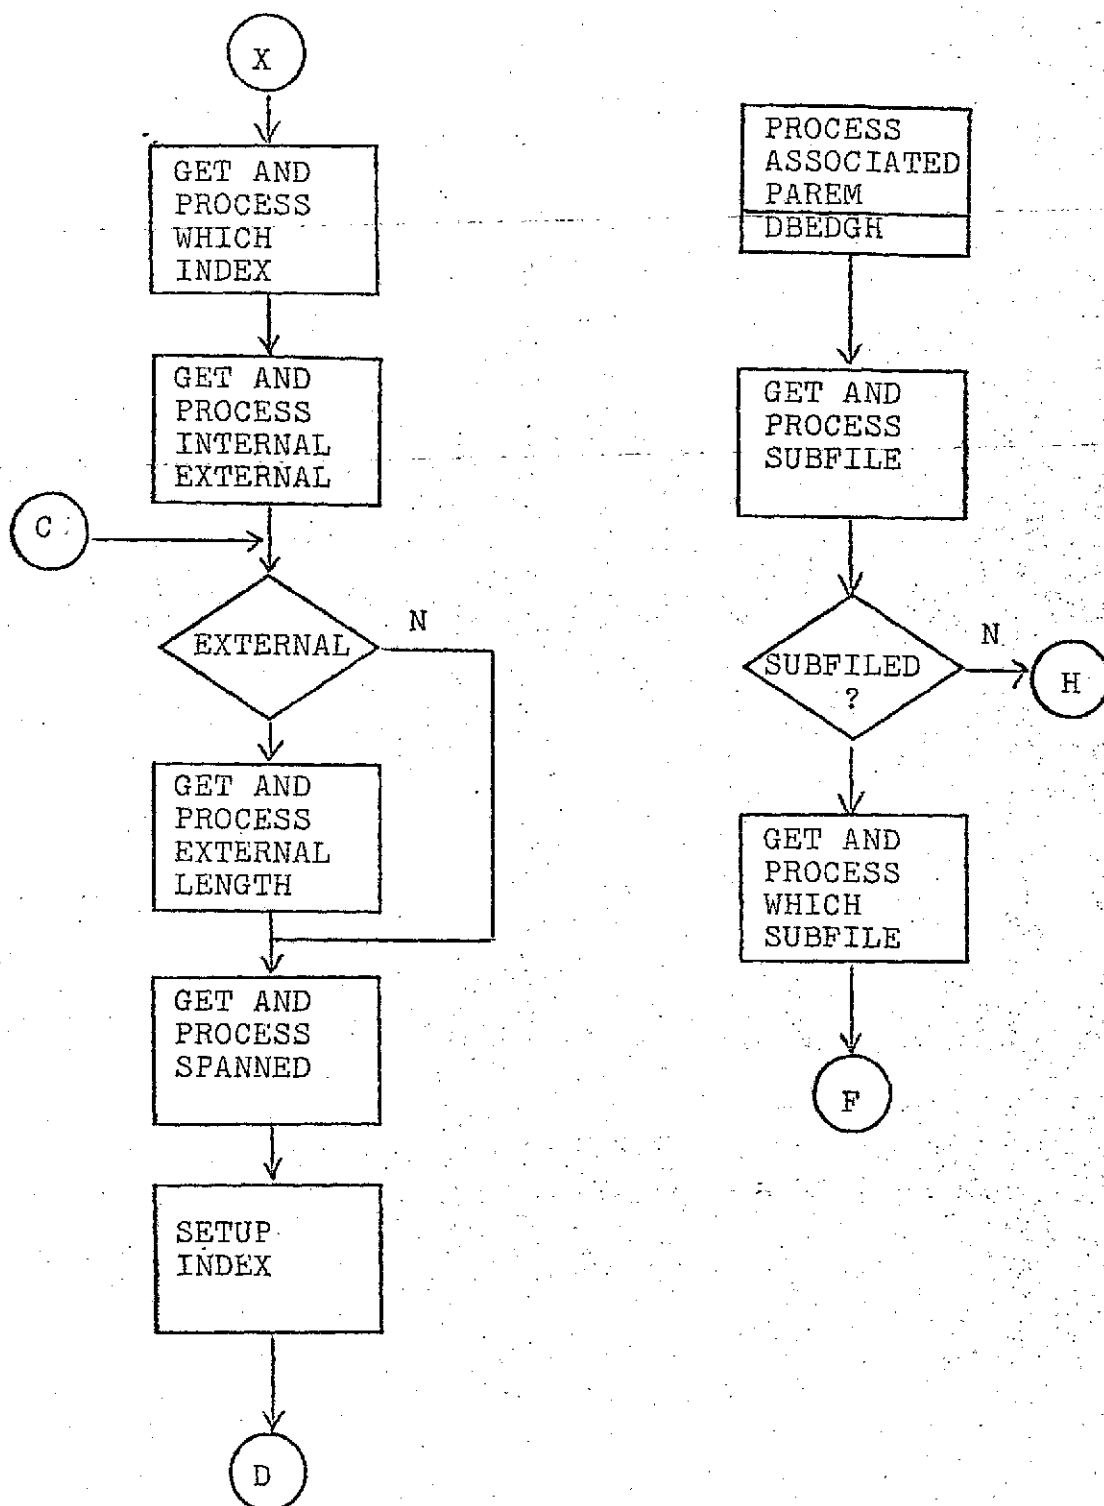 X
GET AND
PROCESS
WHICH
INDEX
GET AND
PROCESS
INTERNAL
EXTERNAL
C
EXTERNAL
N
GET AND
PROCESS
EXTERNAL
LENGTH
GET AND
PROCESS
SPANNED
SETUP
INDEX
D
PROCESS
ASSOCIATED
PAREM
DBEDGH
GET AND
PROCESS
SUBFILE
SUBFILED
?
N
H
GET AND
PROCESS
WHICH
SUBFILE
F